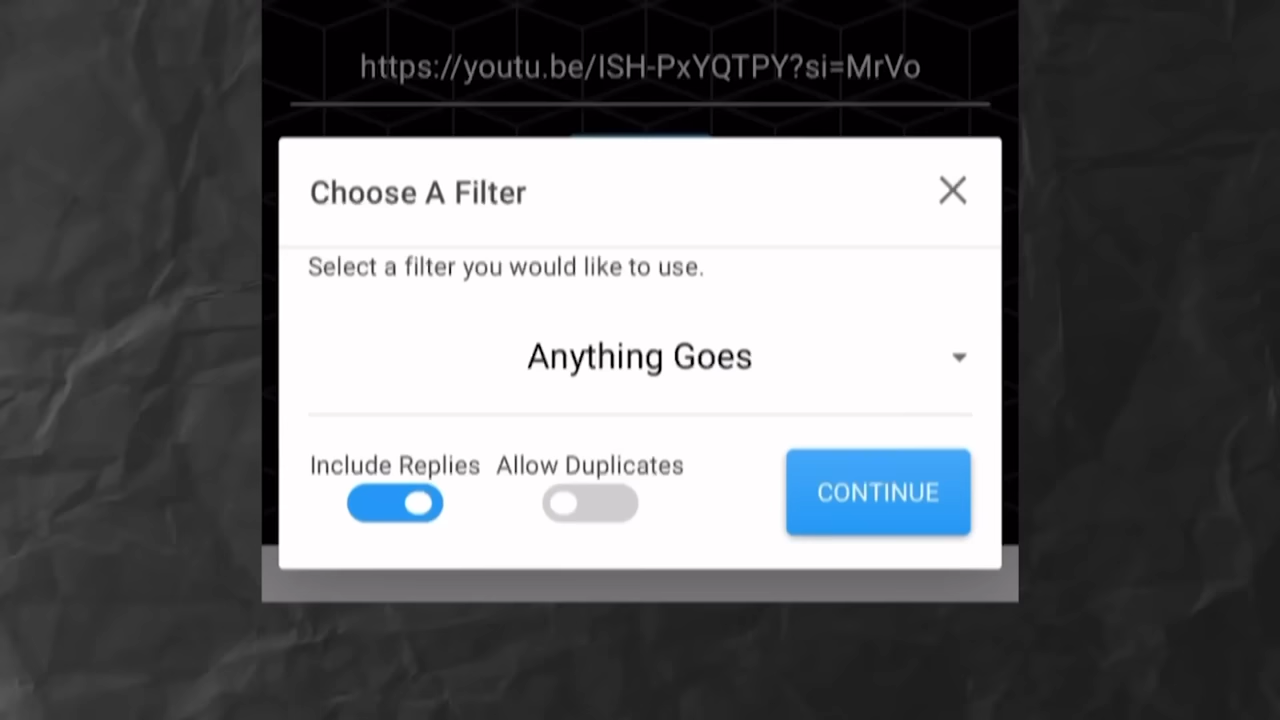 https://youtu.be/ISH-PxYQTPY?si=MrVo
Choose A Filter
Select a filter you would like to use.
Anything Goes
Include Replies Allow Duplicates
CONTINUE